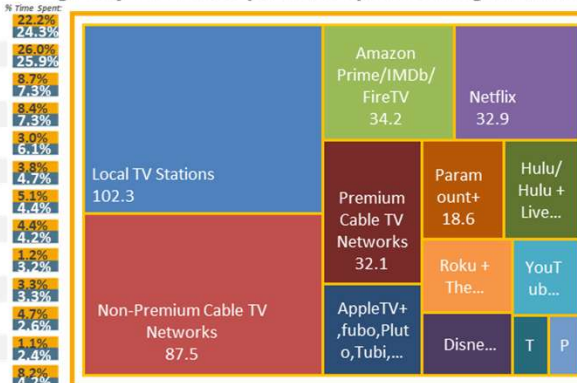 % Time Spent:
22.2%
24.3%
26.0%
25.9%
8.7%
7.3%
8.4%
7.3%
3.0%
6.1%
3.8%
4.7%
5.1%
4.4%
4.4%
4.2%
1.2%
3.2%
3.3%
3.3%
4.7%
2.6%
1.1%
2.4%
8.2%
Local TV Stations
102.3
Non-Premium Cable TV
Networks
87.5
Amazon
Prime/IMDb/
FireTV
34.2
Netflix
32.9
Premium
Cable TV
Networks
32.1
Param
ount+
18.6
Hulu/
Hulu +
Live...
Roku +
The...
YouT
ub...
AppleTV+
,fubo,Plut
o,Tubi,...
Disne...
T
P